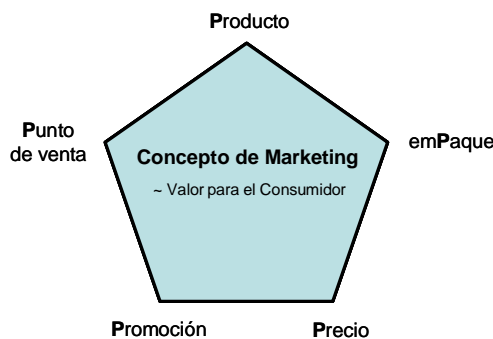 Producto
Punto
de venta
emPaque
Concepto de Marketing
~ Valor para el Consumidor
Promoción
Precio